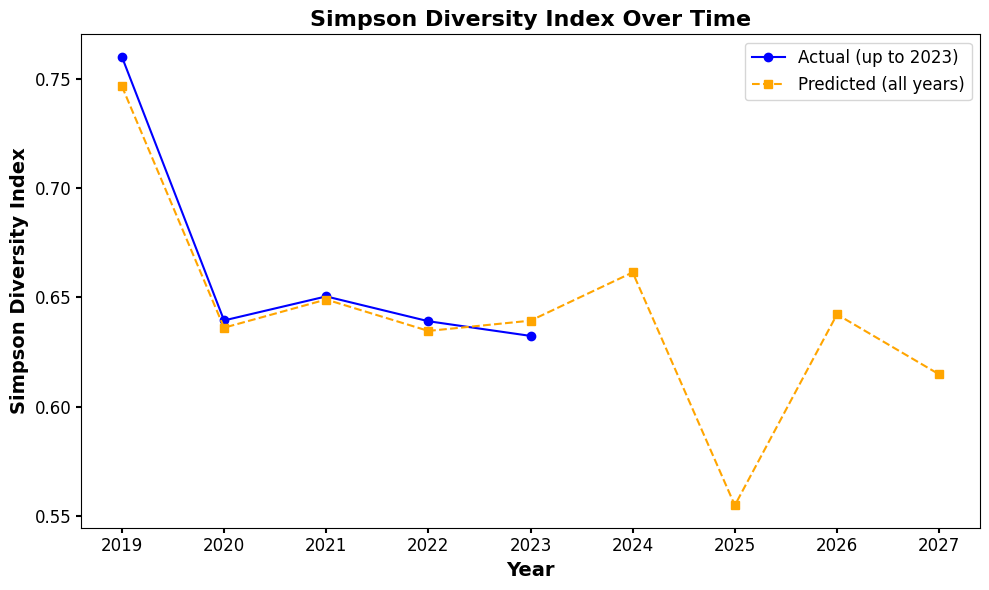 Simpson Diversity Index Over Time
Actual (up to 2023)
Predicted (all years)
Simpson Diversity Index
0.75
0.70
0.65
0.60
0.55
2019 2020 2021 2022 2023 2024 2025 2026 2027
Year